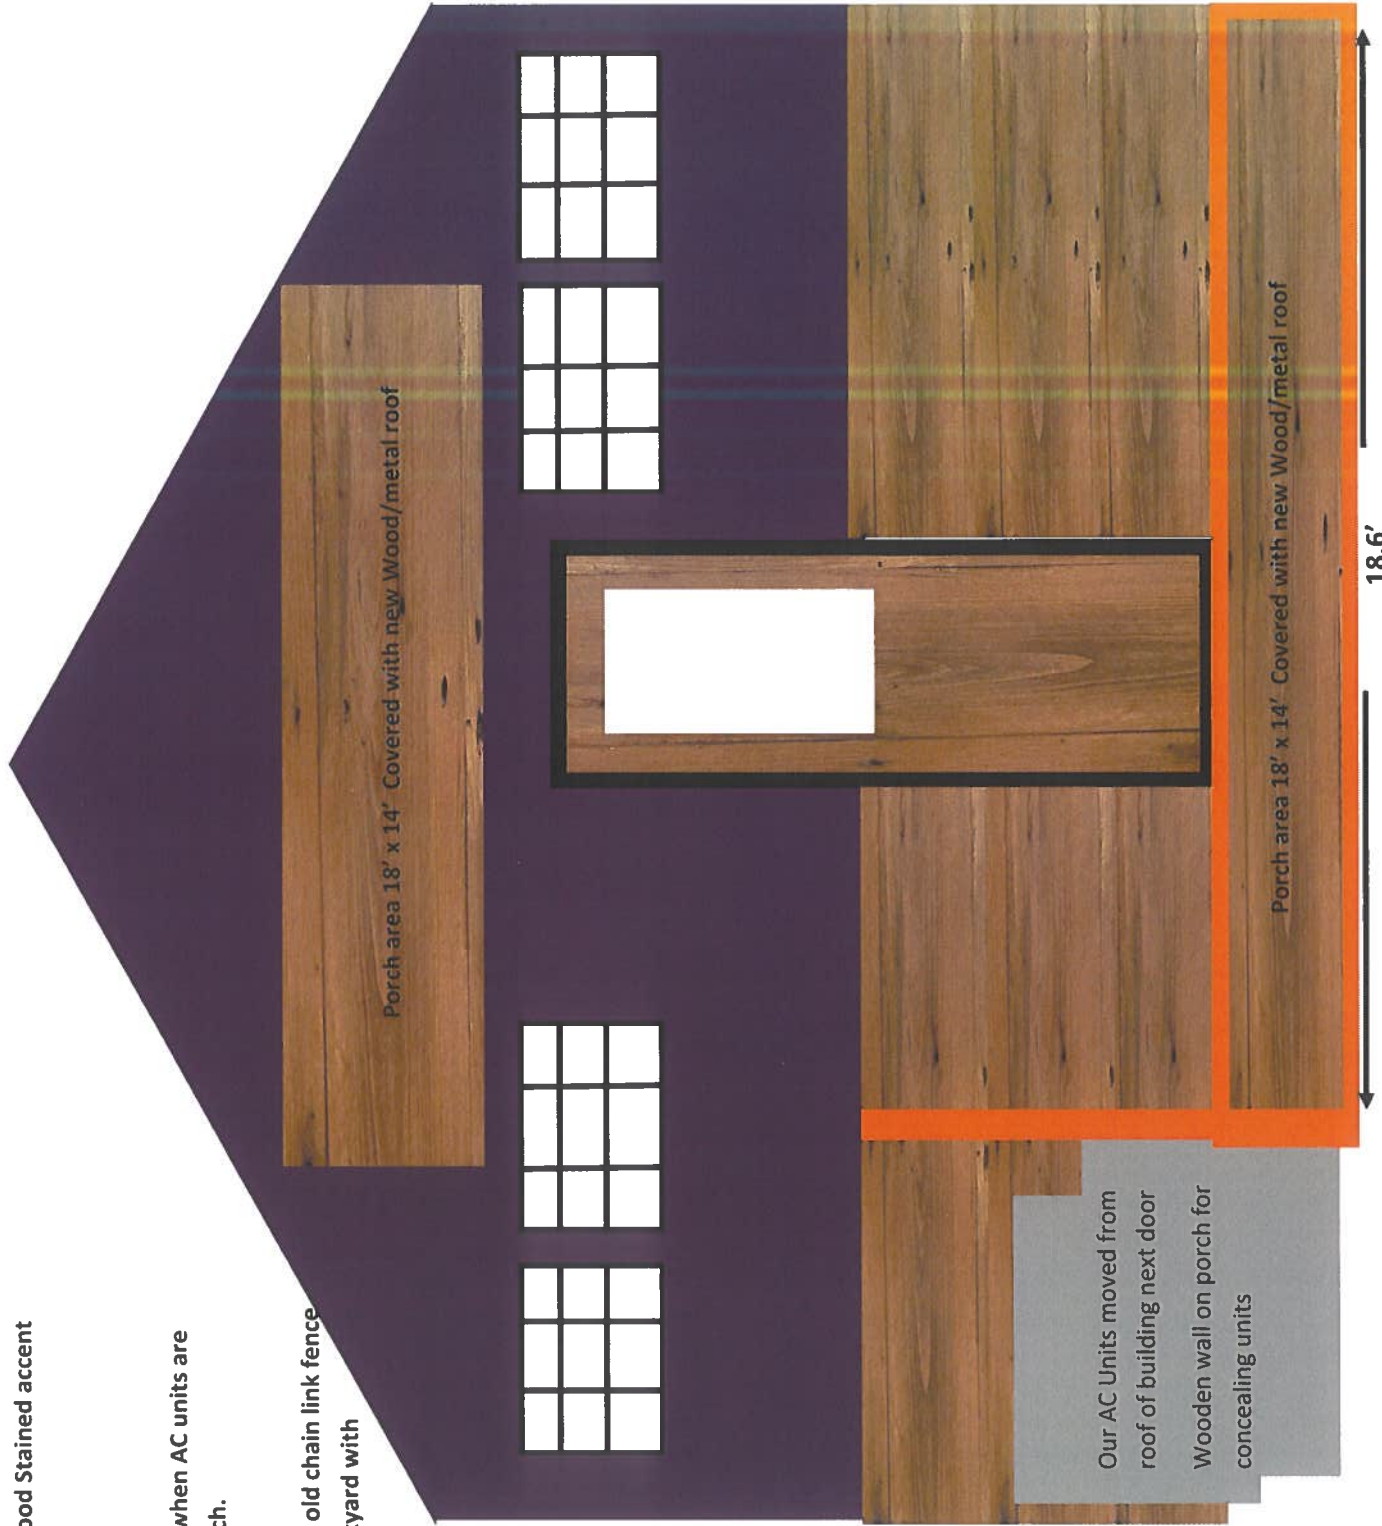 ood Stained accent
when AC units are
ch.
old chain link fence
yard with
Porch area 18' x 14' Covered with new Wood/metal roof
Our AC Units moved from
roof of building next door
Wooden wall on porch for
concealing units
Porch area 18' x 14' Covered with new Wood/metal roof
18.6'